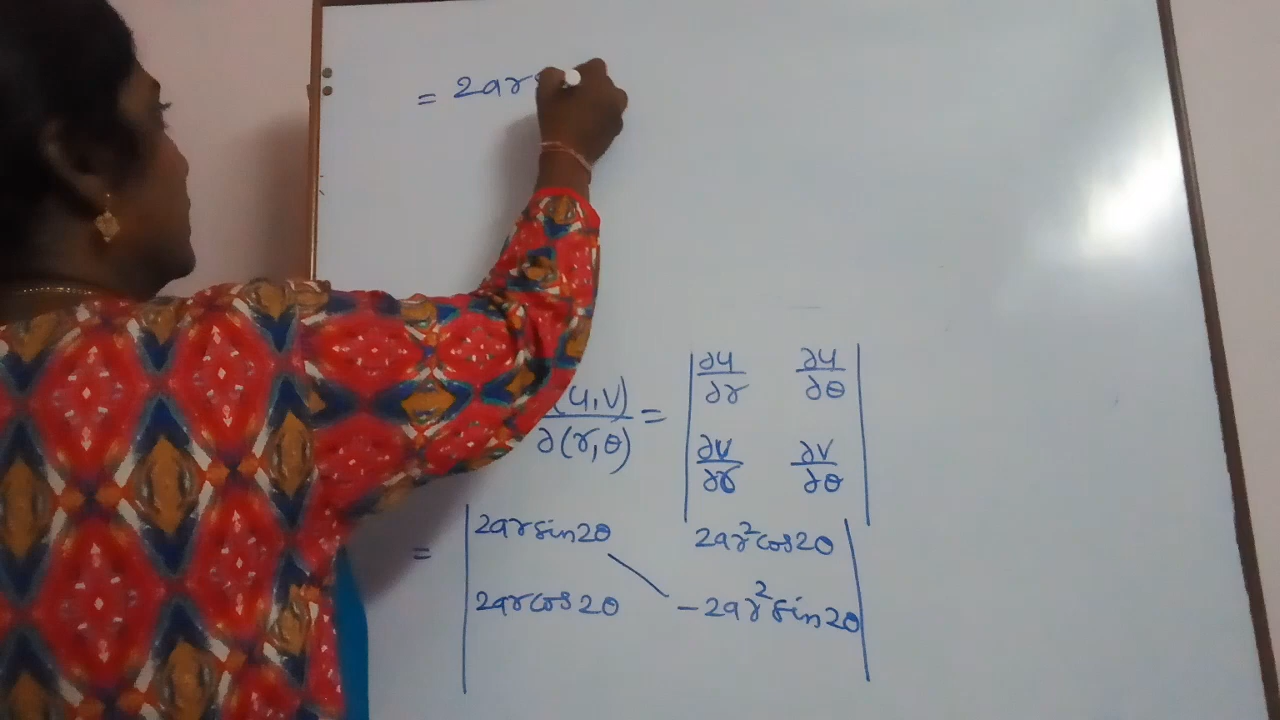 = 2ar
(u,v) / ∂(r,θ) = | ∂u/∂r ∂u/∂θ |
| ∂v/∂r ∂v/∂θ |
= | 2ar sin2θ 2ar² cos2θ |
| 2ar cos2θ -2ar² sin2θ |